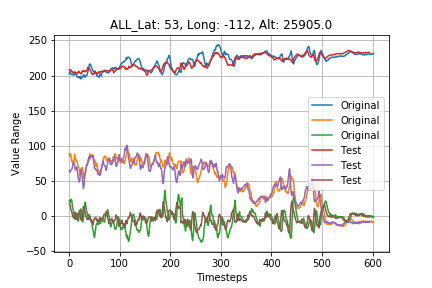 ALL_Lat: 53, Long: -112, Alt: 25905.0
Value Range
250
200
150
100
50
0
−50
Original
Original
Original
Test
Test
Test
0 100 200 300 400 500 600
Timesteps